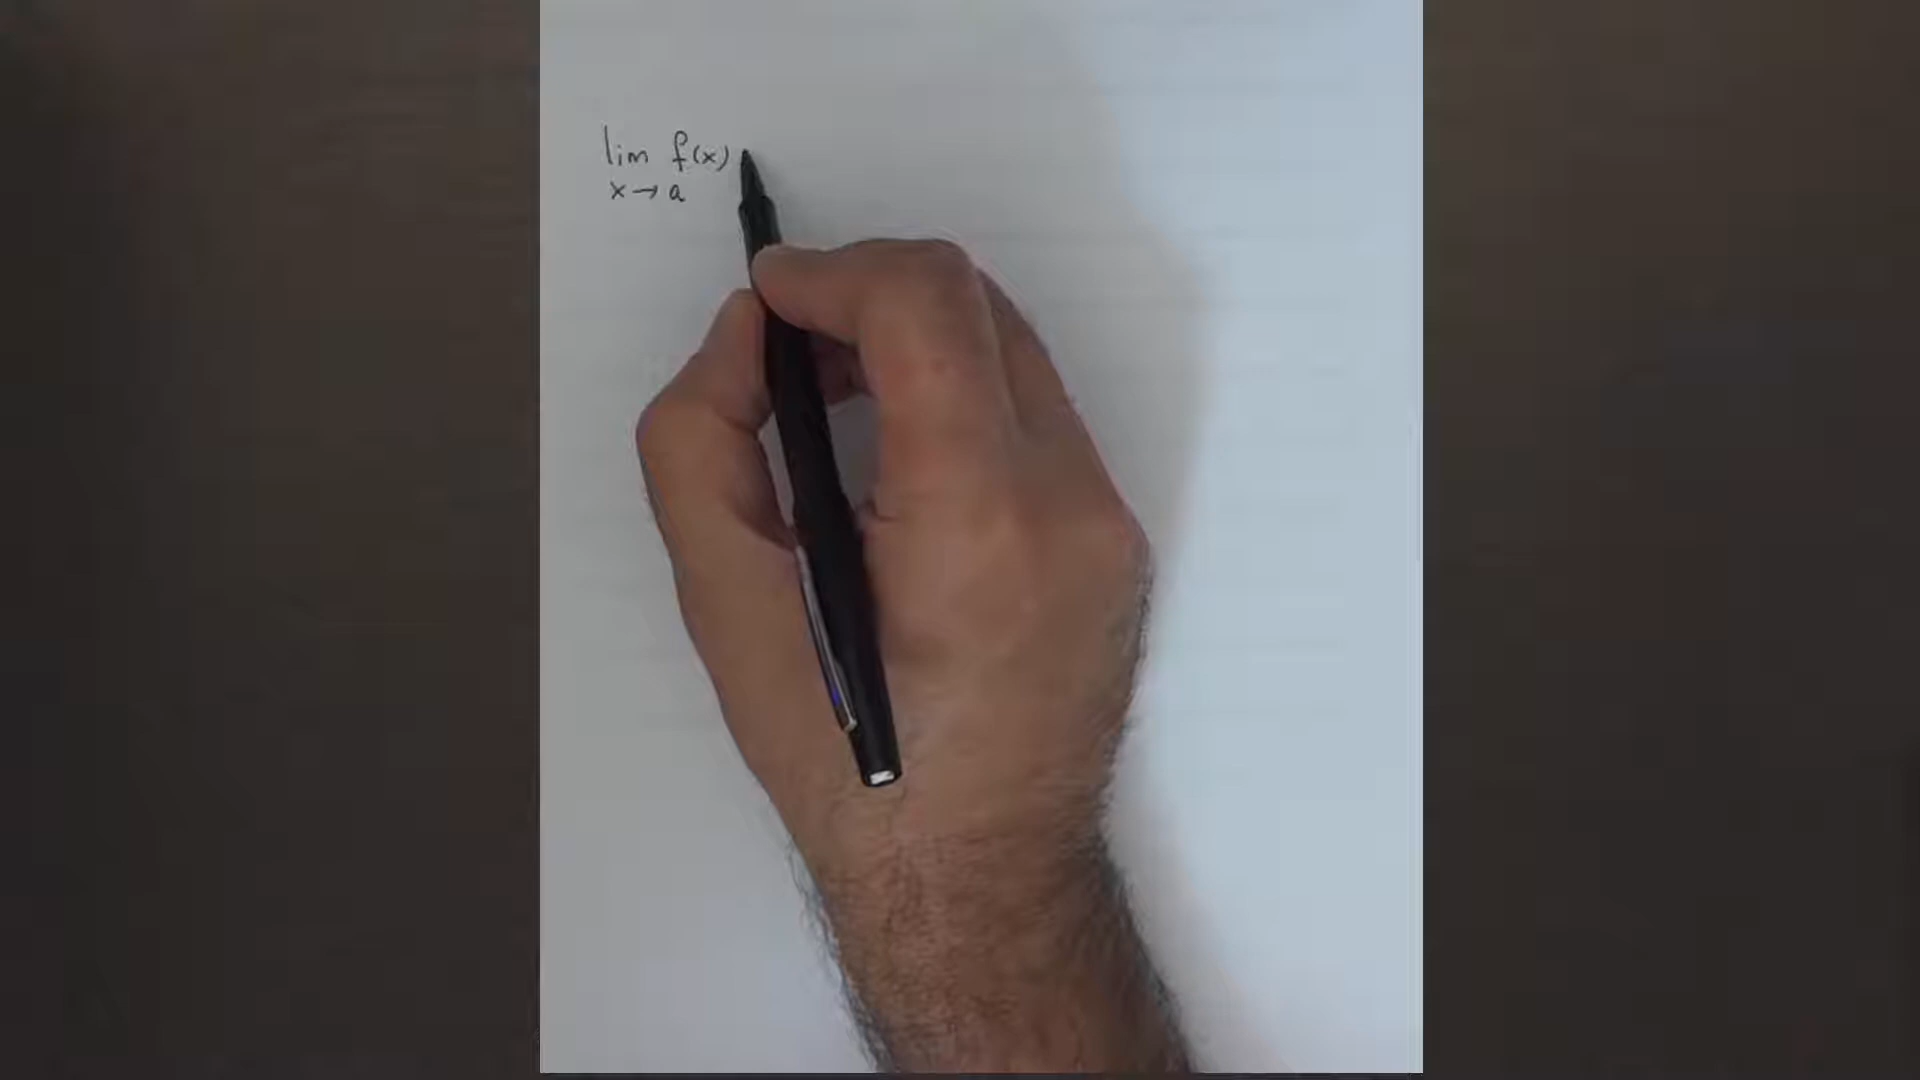 lim f(x)
x → a